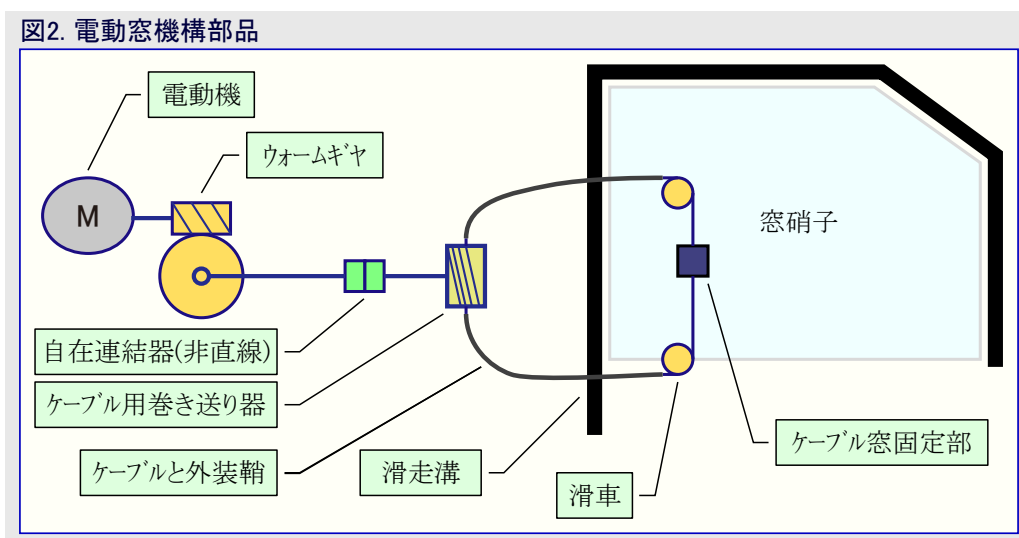 図2. 電動窓機構部品
電動機
ウォームギヤ
M
窓硝子
自在連結器(非直線)
ケーブル用巻き送り器
ケーブル窓固定部
ケーブルと外装鞘
滑走溝
滑車